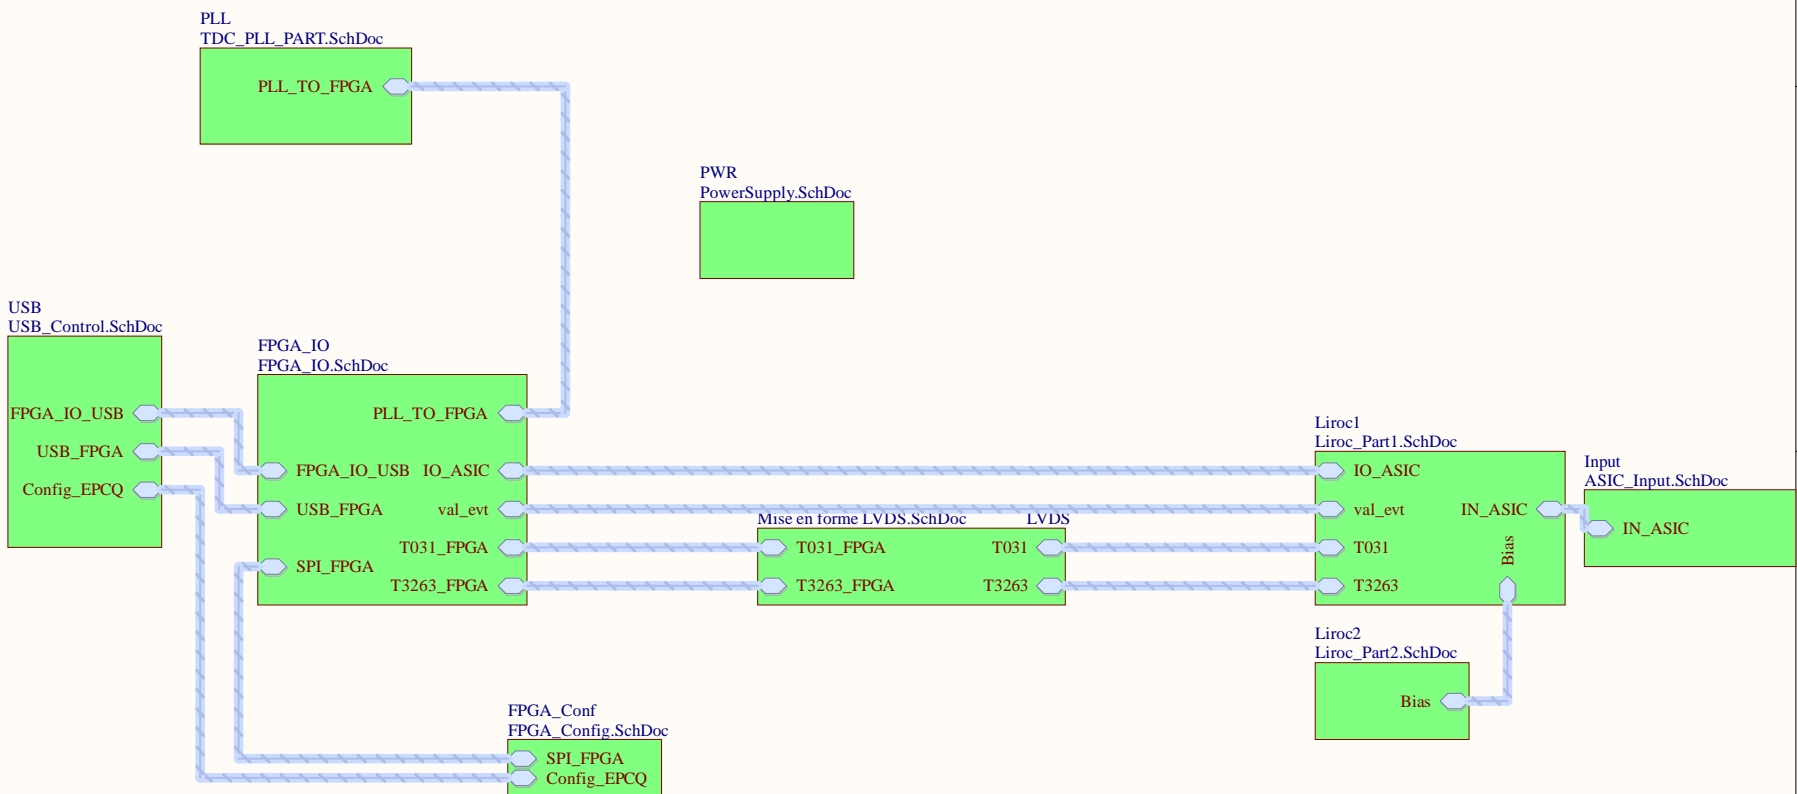 PLL
TDC_PLL_PART.SchDoc
PLL_TO_FPGA
PWR
PowerSupply.SchDoc
USB
USB_Control.SchDoc
FPGA_IO_USB
USB_FPGA
Config_EPCQ
FPGA_IO
FPGA_IO.SchDoc
PLL_TO_FPGA
FPGA_IO_USB IO_ASIC
USB_FPGA val_evt
T031_FPGA
SPI_FPGA
T3263_FPGA
Mise en forme LVDS.SchDoc LVDS
T031_FPGA T031
T3263_FPGA T3263
Liroc1
Liroc_Part1.SchDoc
IO_ASIC
val_evt IN_ASIC
T031
Bias
T3263
Input
ASIC_Input.SchDoc
IN_ASIC
Liroc2
Liroc_Part2.SchDoc
Bias
FPGA_Conf
FPGA_Config.SchDoc
SPI_FPGA
Config_EPCQ